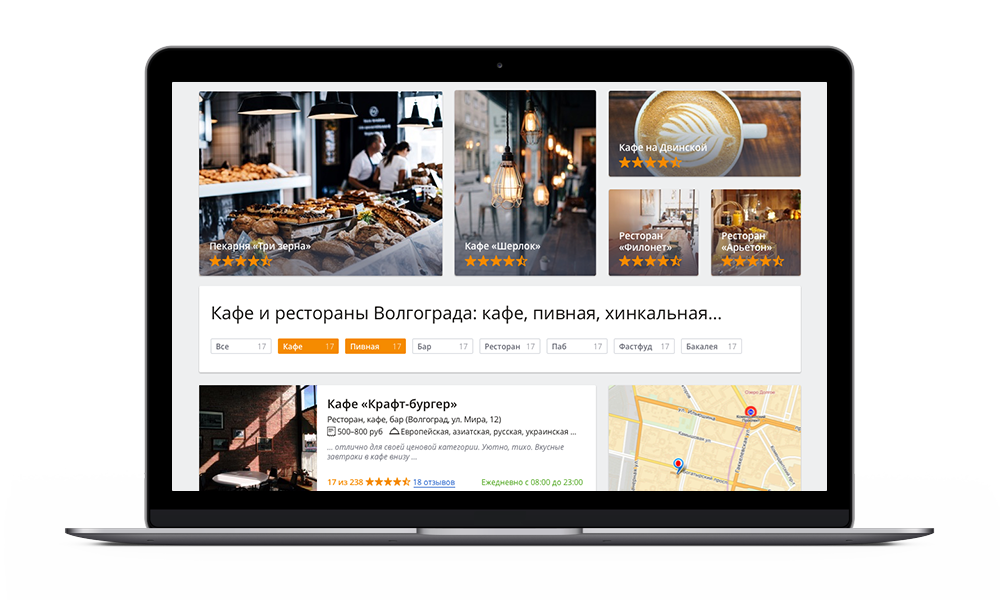 Кафе на Двинской
Пекарня «Три зерна»
Кафе «Шерлок»
Ресторан
«Филонет»
Ресторан
«Арьетон»
Кафе и рестораны Волгограда: кафе, пивная, хинкальная...
Все 17
Кафе 17
Пивная 17
Бар 17
Ресторан 17
Паб 17
Фастфуд 17
Бакалея 17
Кафе «Крафт-бургер»
Ресторан, кафе, бар (Волгоград, ул. Мира, 12)
500–800 руб Европейская, азиатская, русская, украинская ...
... отлично для своей ценовой категории. Уютно, тихо. Вкусные
завтраки в кафе внизу ...
17 из 238 18 отзывов Ежедневно с 08:00 до 23:00